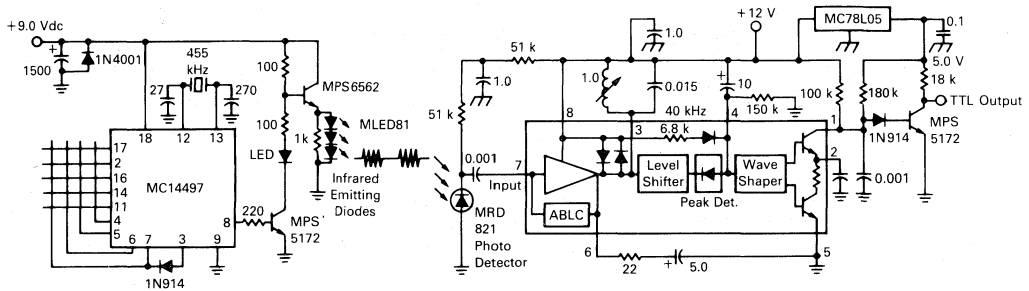 +9.0 Vdc
1500
1N4001
455
kHz
27
270
100
MPS6562
100
1k
LED
MLED81
Infrared
Emitting
Diodes
18
12
13
17
2
16
14
11
4
5
MC14497
8
220
MPS
5172
6
7
3
9
1N914
51 k
1.0
51 k
0.001
7
Input
MRD
821
Photo
Detector
1.0
1.0
0.015
8
+12 V
10
150 k
40 kHz
4
3
6.8 k
Level
Shifter
Peak Det.
Wave
Shaper
ABLC
6
22
5.0
5
MC78L05
0.1
5.0 V
18 k
TTL Output
100 k
180k
1
1N914
MPS
5172
2
0.001